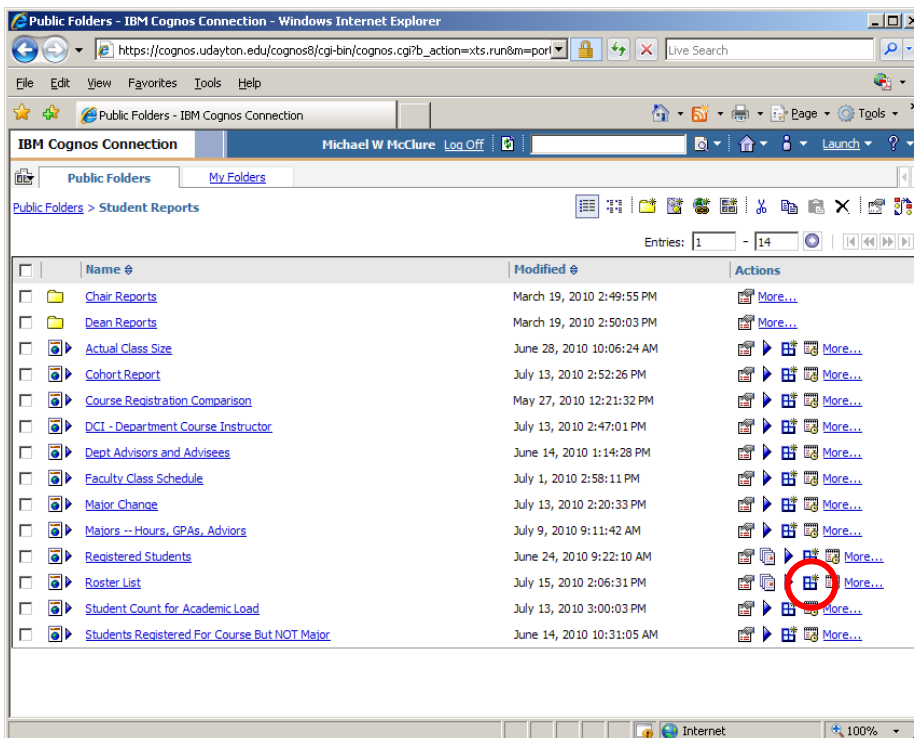 Public Folders - IBM Cognos Connection - Windows Internet Explorer
https://cognos.udayton.edu/cognos8/cgi-bin/cognos.cgi?b_action=xts.run&m=por Live Search
File Edit View Favorites Tools Help
Public Folders - IBM Cognos Connection Page Tools
IBM Cognos Connection Michael W McClure Log Off Launch ?
Public Folders My Folders
Public Folders > Student Reports
Entries: 1 - 14
Name Modified Actions
Chair Reports March 19, 2010 2:49:55 PM More...
Dean Reports March 19, 2010 2:50:03 PM More...
Actual Class Size June 28, 2010 10:06:24 AM More...
Cohort Report July 13, 2010 2:52:26 PM More...
Course Registration Comparison May 27, 2010 12:21:32 PM More...
DCI - Department Course Instructor July 13, 2010 2:47:01 PM More...
Dept Advisors and Advisees June 14, 2010 1:14:28 PM More...
Faculty Class Schedule July 1, 2010 2:58:11 PM More...
Major Change July 13, 2010 2:20:33 PM More...
Majors -- Hours, GPAs, Adviors July 9, 2010 9:11:42 AM More...
Registered Students June 24, 2010 9:22:10 AM More...
Roster List July 15, 2010 2:06:31 PM More...
Student Count for Academic Load July 13, 2010 3:00:03 PM More...
Students Registered For Course But NOT Major June 14, 2010 10:31:05 AM More...
Internet 100%